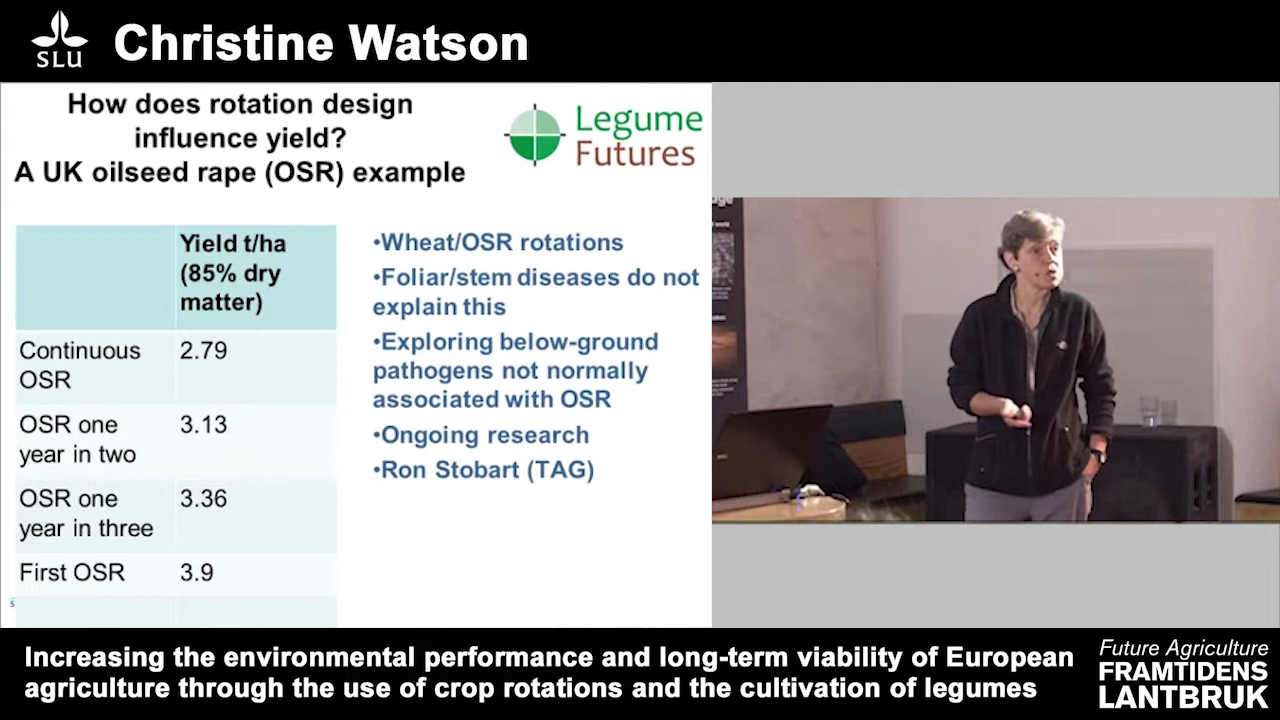 SLU
Christine Watson
How does rotation design
influence yield?
A UK oilseed rape (OSR) example
Legume
Futures
Yield t/ha
(85% dry
matter)
Continuous
OSR
2.79
OSR one
year in two
3.13
OSR one
year in three
3.36
First OSR
3.9
•Wheat/OSR rotations
•Foliar/stem diseases do not
explain this
•Exploring below-ground
pathogens not normally
associated with OSR
•Ongoing research
•Ron Stobart (TAG)
Increasing the environmental performance and long-term viability of European
agriculture through the use of crop rotations and the cultivation of legumes
Future Agriculture
FRAMTIDENS
LANTBRUK